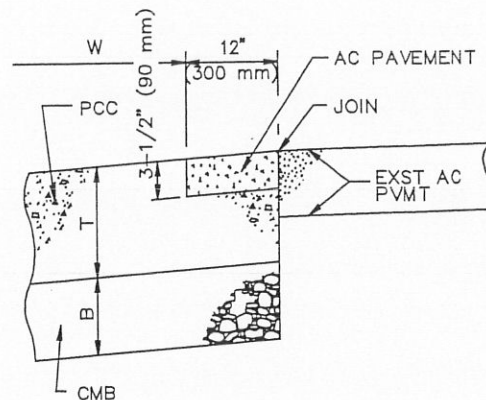 W
12"
(300 mm)
AC PAVEMENT
PCC
3-1/2" (90 mm)
JOIN
EXST AC
PVMT
T
B
CMB